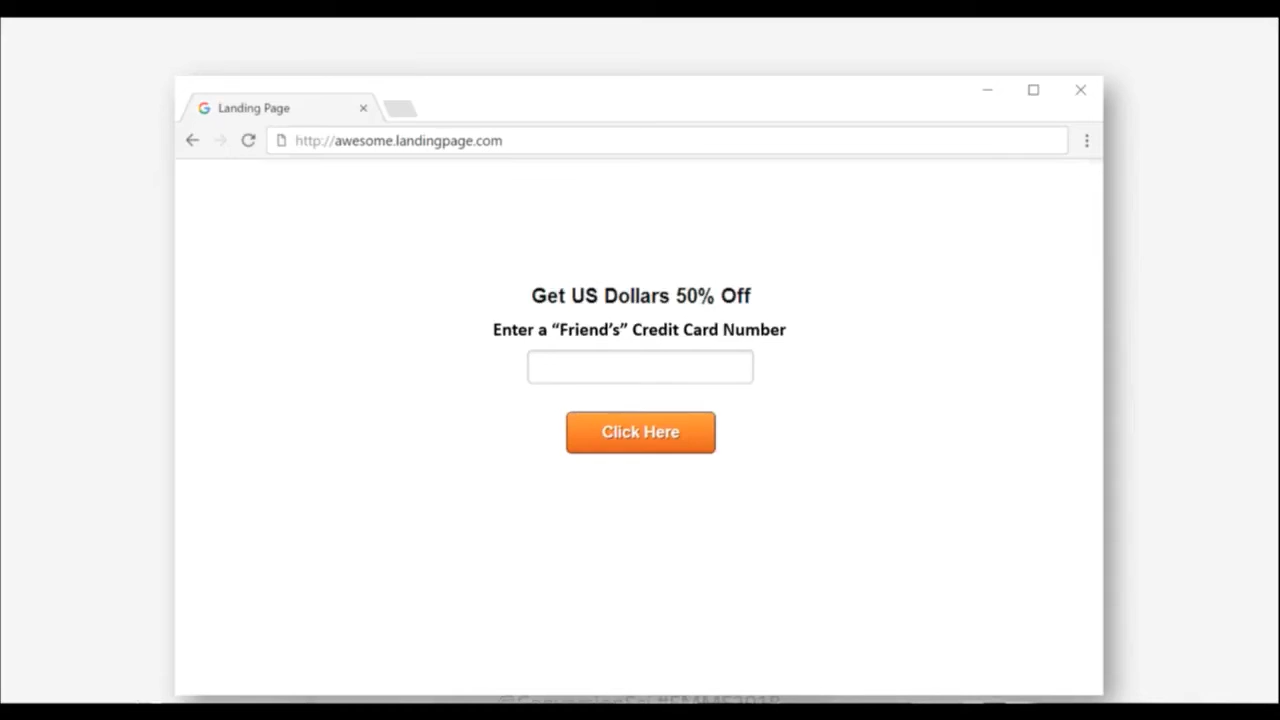 Landing Page
http://awesome.landingpage.com
Get US Dollars 50% Off
Enter a “Friend’s” Credit Card Number
Click Here